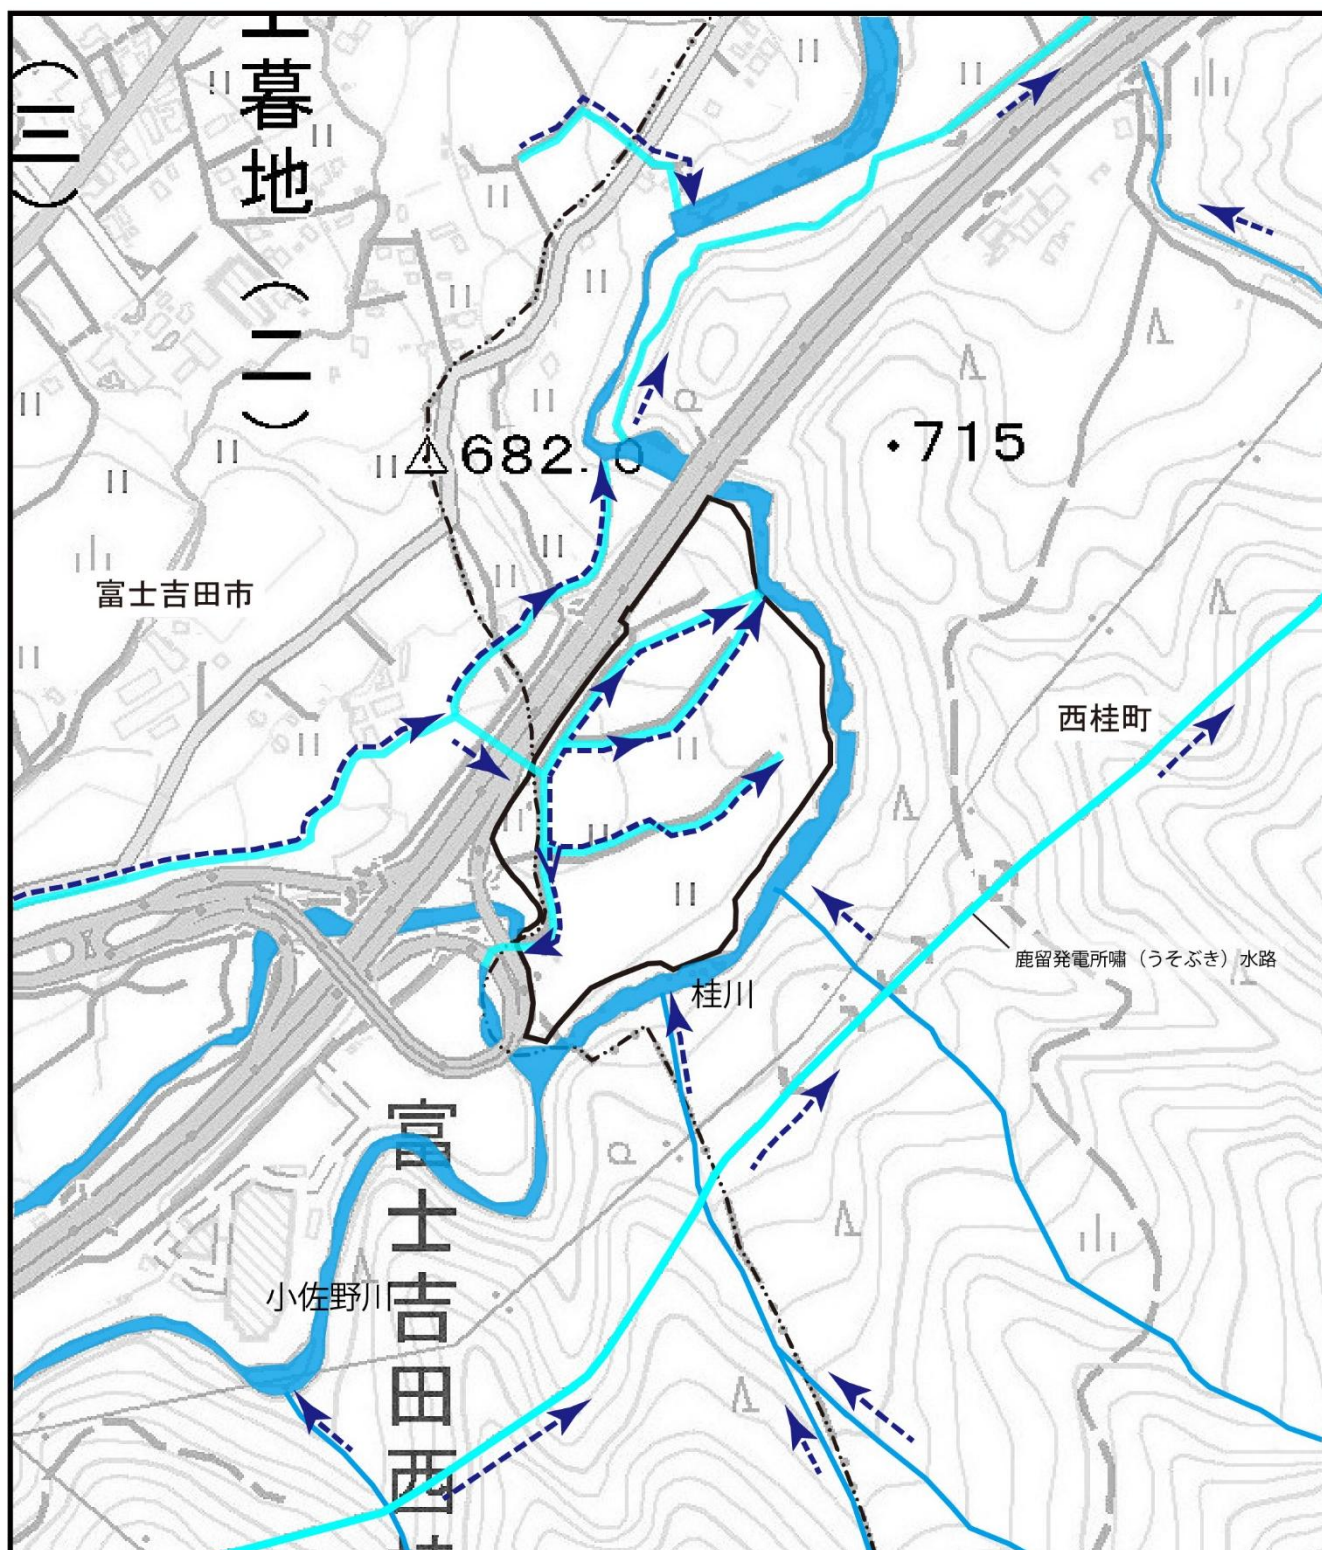 暮地(二)
(三)
682.0
715
富士吉田市
西桂町
鹿留発電所嘯（うそぶき）水路
桂川
小佐野川
富士吉田西